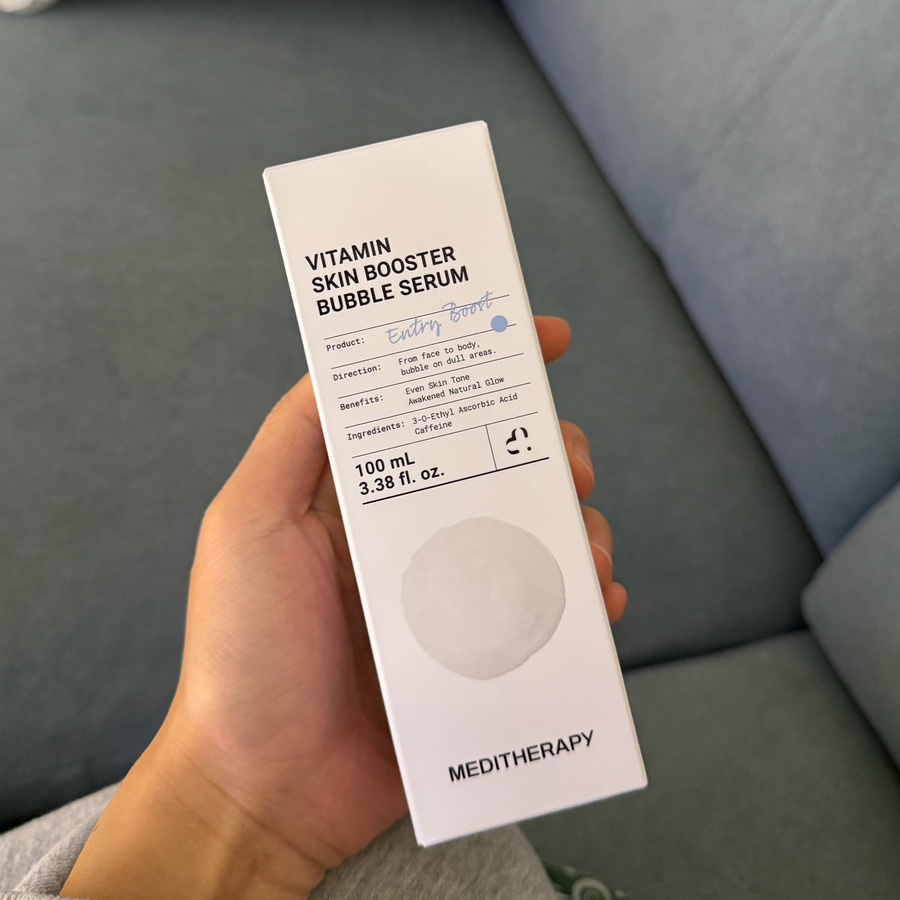 VITAMIN
SKIN BOOSTER
BUBBLE SERUM
Product: Entry Boost
Direction: From face to body,
bubble on dull areas.
Benefits: Even Skin Tone
Awakened Natural Glow
Ingredients: 3-O-Ethyl Ascorbic Acid
Caffeine
100 mL
3.38 fl. oz.
MEDITHERAPY